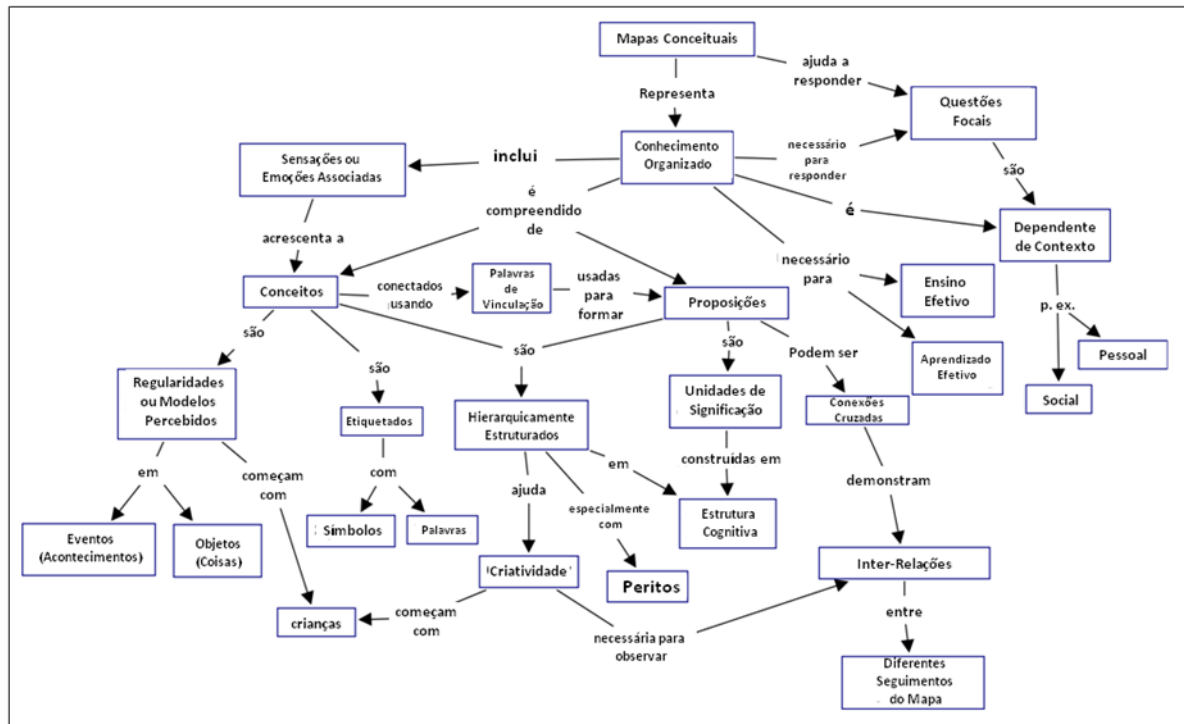 Mapas Conceituais
ajuda a
responder
Representa
Questões
Focais
Conhecimento
Organizado
necessário
para
responder
inclui
Sensações ou
Emoções Associadas
são
é
compreendido
de
é
Dependente
de Contexto
acrescenta a
necessário
para
Conceitos
conectados
usando
Palavras
de
Vinculação
usadas
para
formar
Proposições
Ensino
Efetivo
p. ex.
são
são
são
são
Podem ser
Pessoal
Aprendizado
Efetivo
Regularidades
ou Modelos
Percebidos
Unidades de
Significação
Social
Etiquetados
Hierarquicamente
Estruturados
Conexões
Cruzadas
em
começam
com
com
ajuda
em
construídas em
demonstram
especialmente
com
Eventos
(Acontecimentos)
Objetos
(Coisas)
Símbolos
Palavras
Estrutura
Cognitiva
Criatividade
Peritos
Inter-Relações
crianças
começam
com
necessária para
observar
entre
Diferentes
Seguimentos
do Mapa